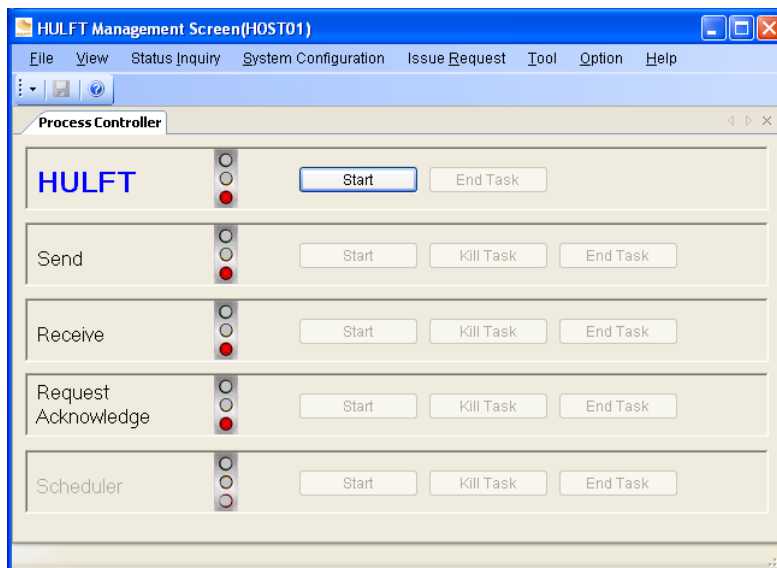 HULFT Management Screen(HOST01)
File View Status Inquiry System Configuration Issue Request Tool Option Help
Process Controller
HULFT Start End Task
Send Start Kill Task End Task
Receive Start Kill Task End Task
Request
Acknowledge Start Kill Task End Task
Scheduler Start Kill Task End Task